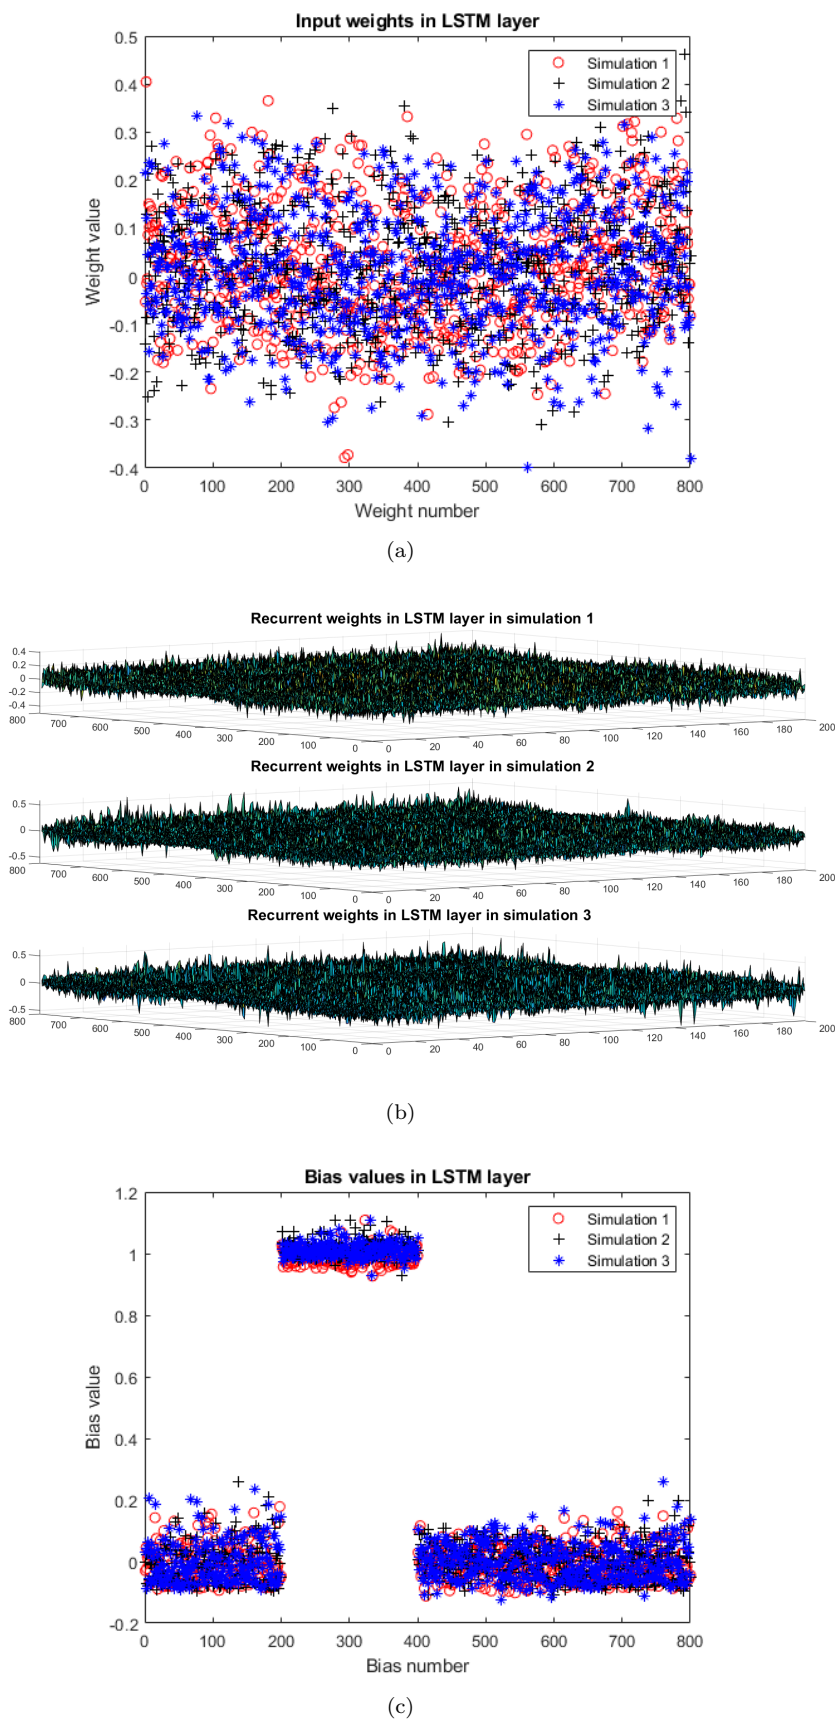 Input weights in LSTM layer
0.5
0.4
0.3
0.2
0.1
0
-0.1
-0.2
-0.3
-0.4
Weight value
Simulation 1
Simulation 2
Simulation 3
0 100 200 300 400 500 600 700 800
Weight number
(a)
Recurrent weights in LSTM layer in simulation 1
0.4
0.2
0
-0.2
-0.4
800 700 600 500 400 300 200 100 0
0 20 40 60 80 100 120 140 160 180 200
Recurrent weights in LSTM layer in simulation 2
0.5
0
-0.5
800 700 600 500 400 300 200 100 0
0 20 40 60 80 100 120 140 160 180 200
Recurrent weights in LSTM layer in simulation 3
0.5
0
-0.5
800 700 600 500 400 300 200 100 0
0 20 40 60 80 100 120 140 160 180 200
(b)
Bias values in LSTM layer
1.2
1
0.8
0.6
0.4
0.2
0
-0.2
Bias value
Simulation 1
Simulation 2
Simulation 3
0 100 200 300 400 500 600 700 800
Bias number
(c)